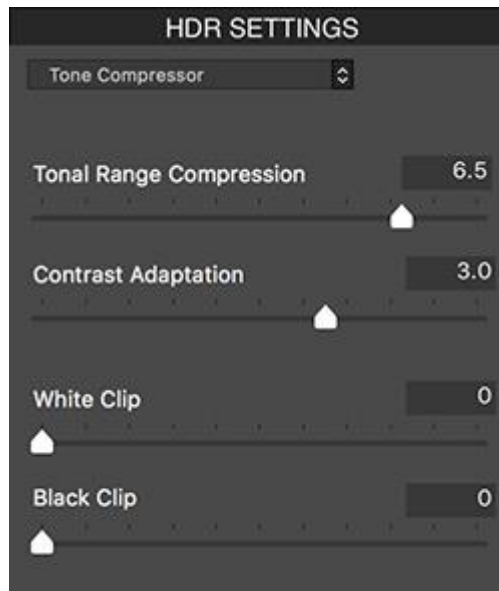 HDR SETTINGS
Tone Compressor
Tonal Range Compression 6.5
Contrast Adaptation 3.0
White Clip 0
Black Clip 0